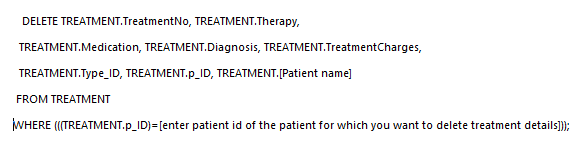 DELETE TREATMENT.TreatmentNo, TREATMENT.Therapy,
TREATMENT.Medication, TREATMENT.Diagnosis, TREATMENT.TreatmentCharges,
TREATMENT.Type_ID, TREATMENT.p_ID, TREATMENT.[Patient name]
FROM TREATMENT
WHERE (((TREATMENT.p_ID)=[enter patient id of the patient for which you want to delete treatment details]));